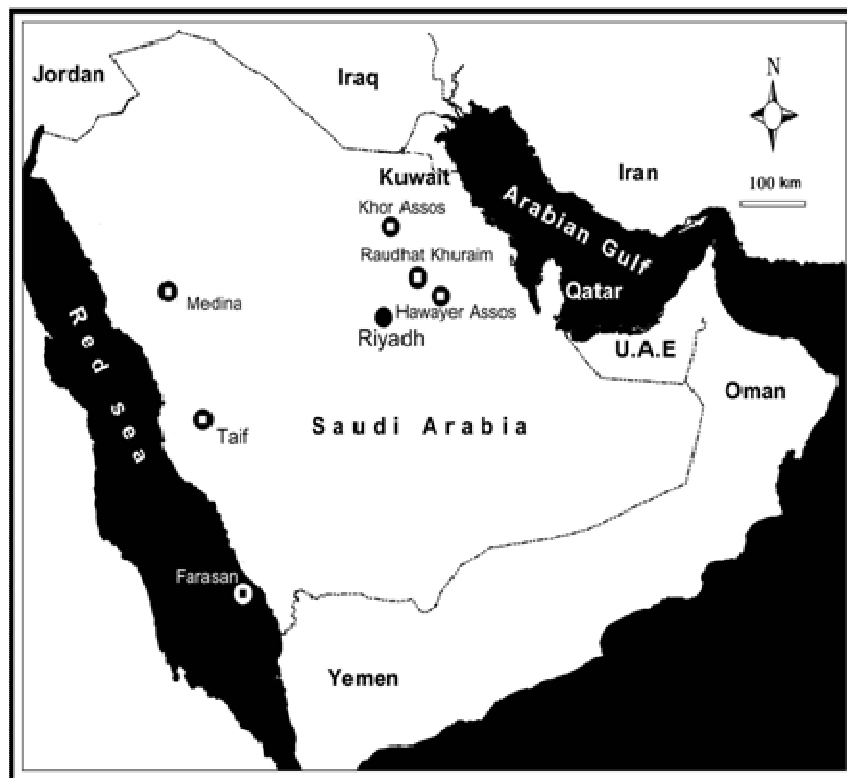 Jordan
Iraq
N
Iran
100 km
Kuwait
Khor Assos
Arabian Gulf
Raudhat Khuraim
Medina
Hawayer Assos
Qatar
Riyadh
U.A.E
Red sea
Oman
Taif
Saudi Arabia
Farasan
Yemen